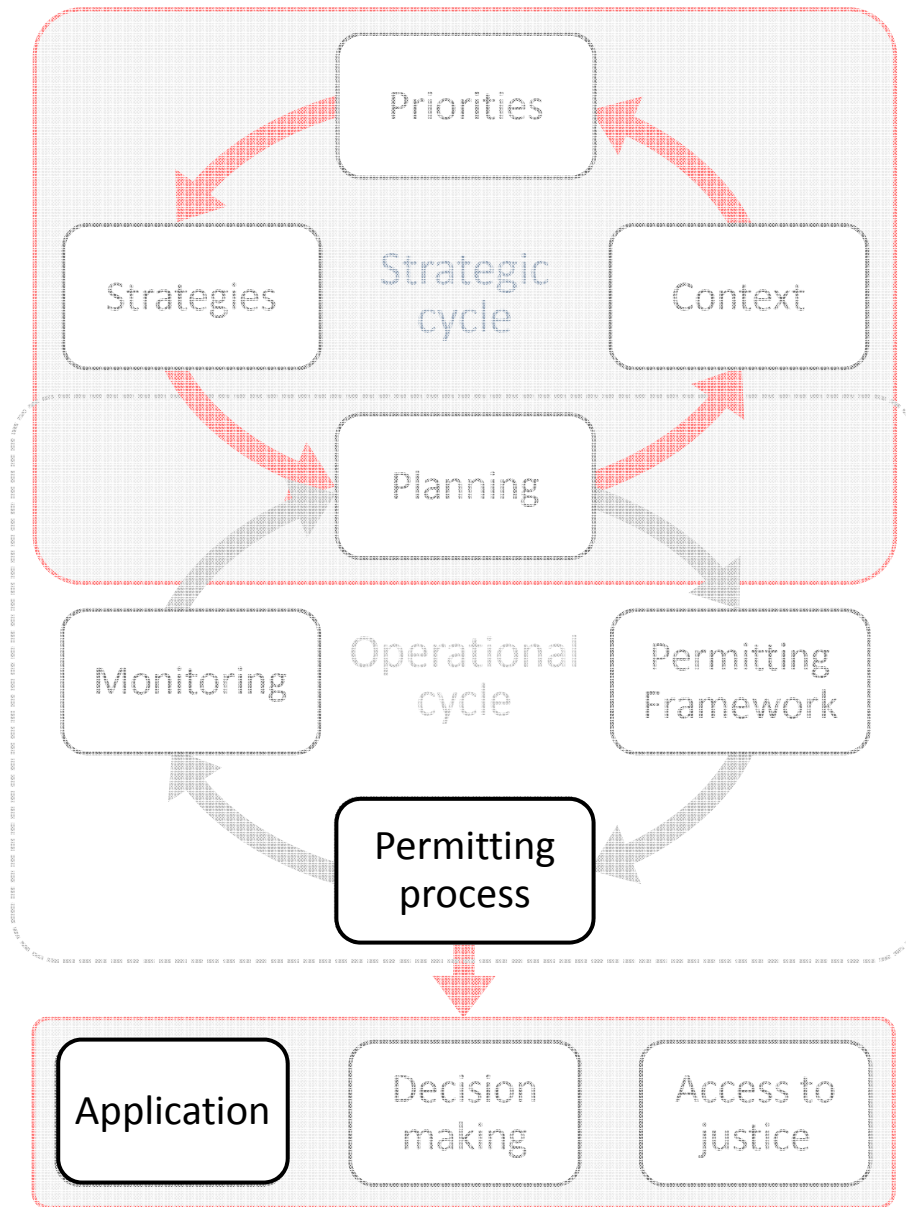 Priorities
Strategies
Strategic
cycle
Context
Planning
Monitoring
Operational
cycle
Permitting
Framework
Permitting
process
Application
Decision
making
Access to
justice